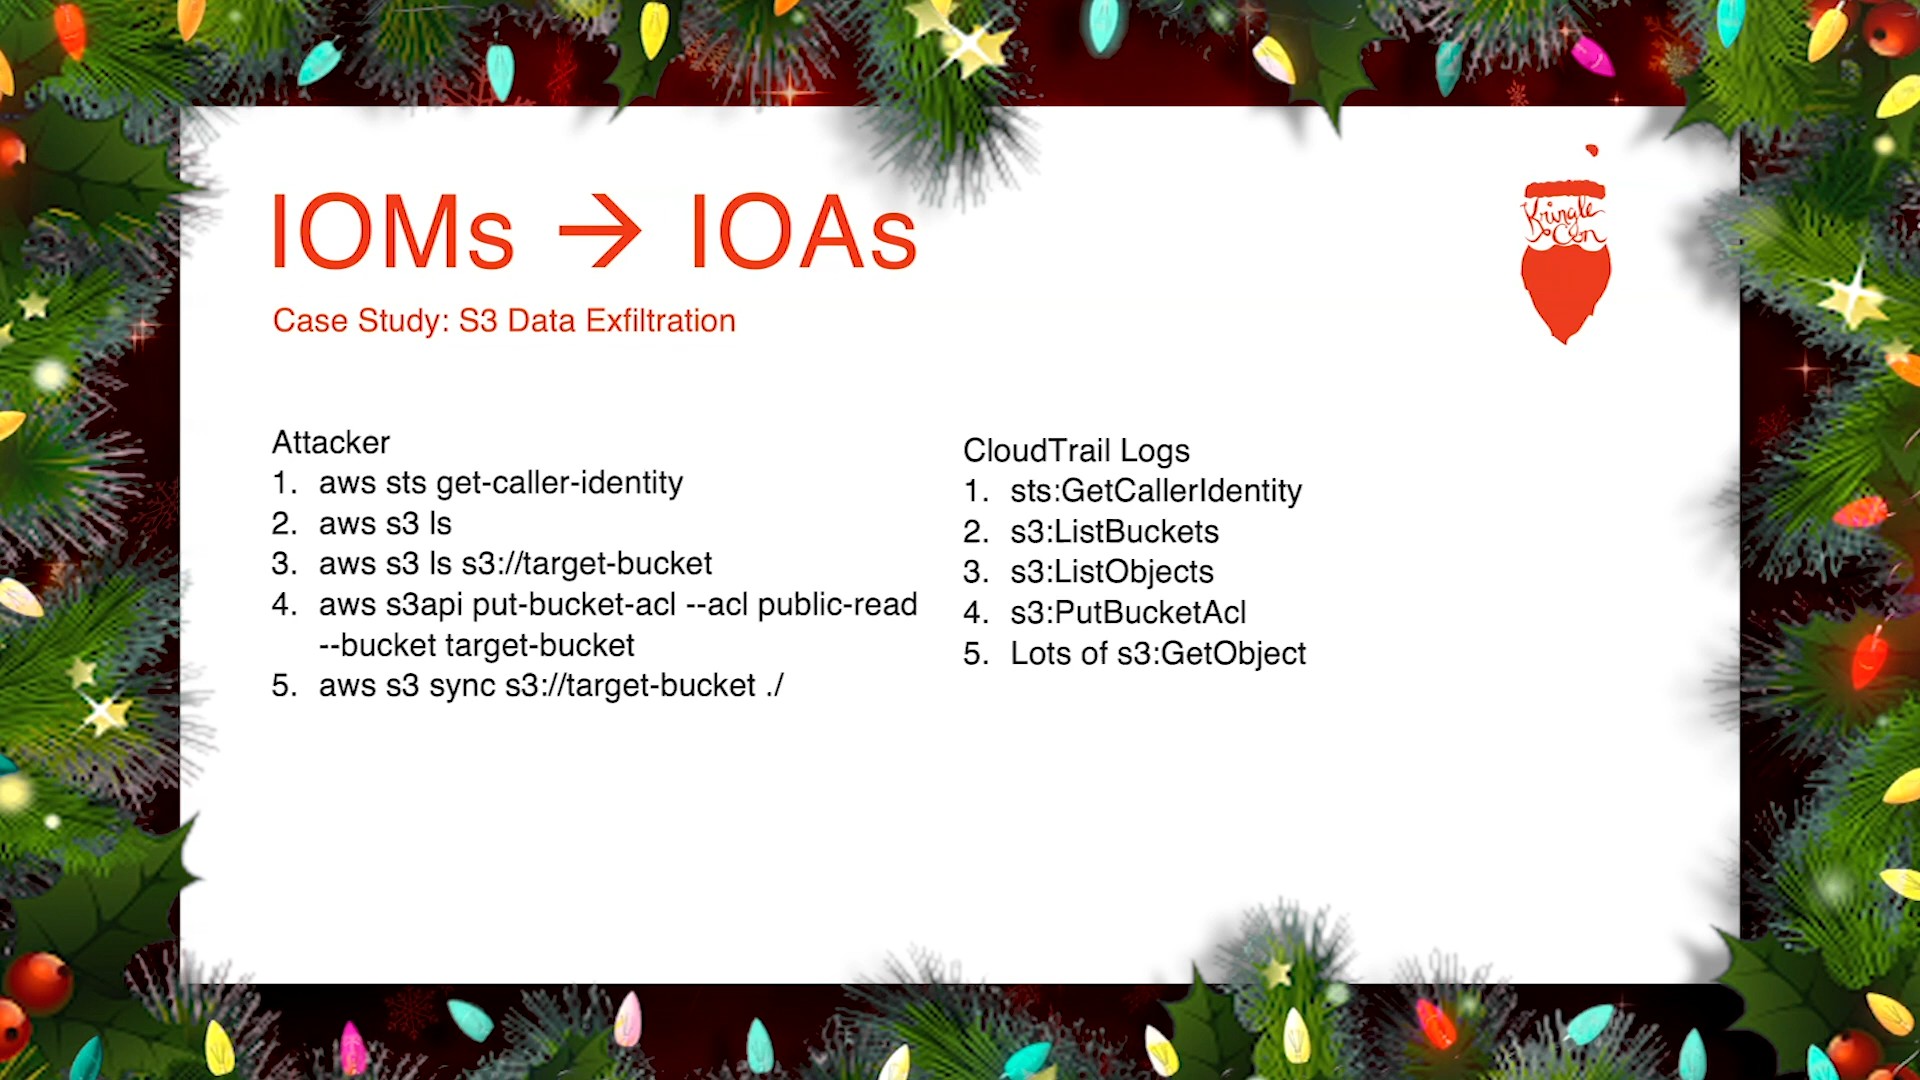 IOMs → IOAs
Kringle
Con
Case Study: S3 Data Exfiltration
Attacker
1. aws sts get-caller-identity
2. aws s3 ls
3. aws s3 ls s3://target-bucket
4. aws s3api put-bucket-acl --acl public-read
--bucket target-bucket
5. aws s3 sync s3://target-bucket ./
CloudTrail Logs
1. sts:GetCallerIdentity
2. s3:ListBuckets
3. s3:ListObjects
4. s3:PutBucketAcl
5. Lots of s3:GetObject